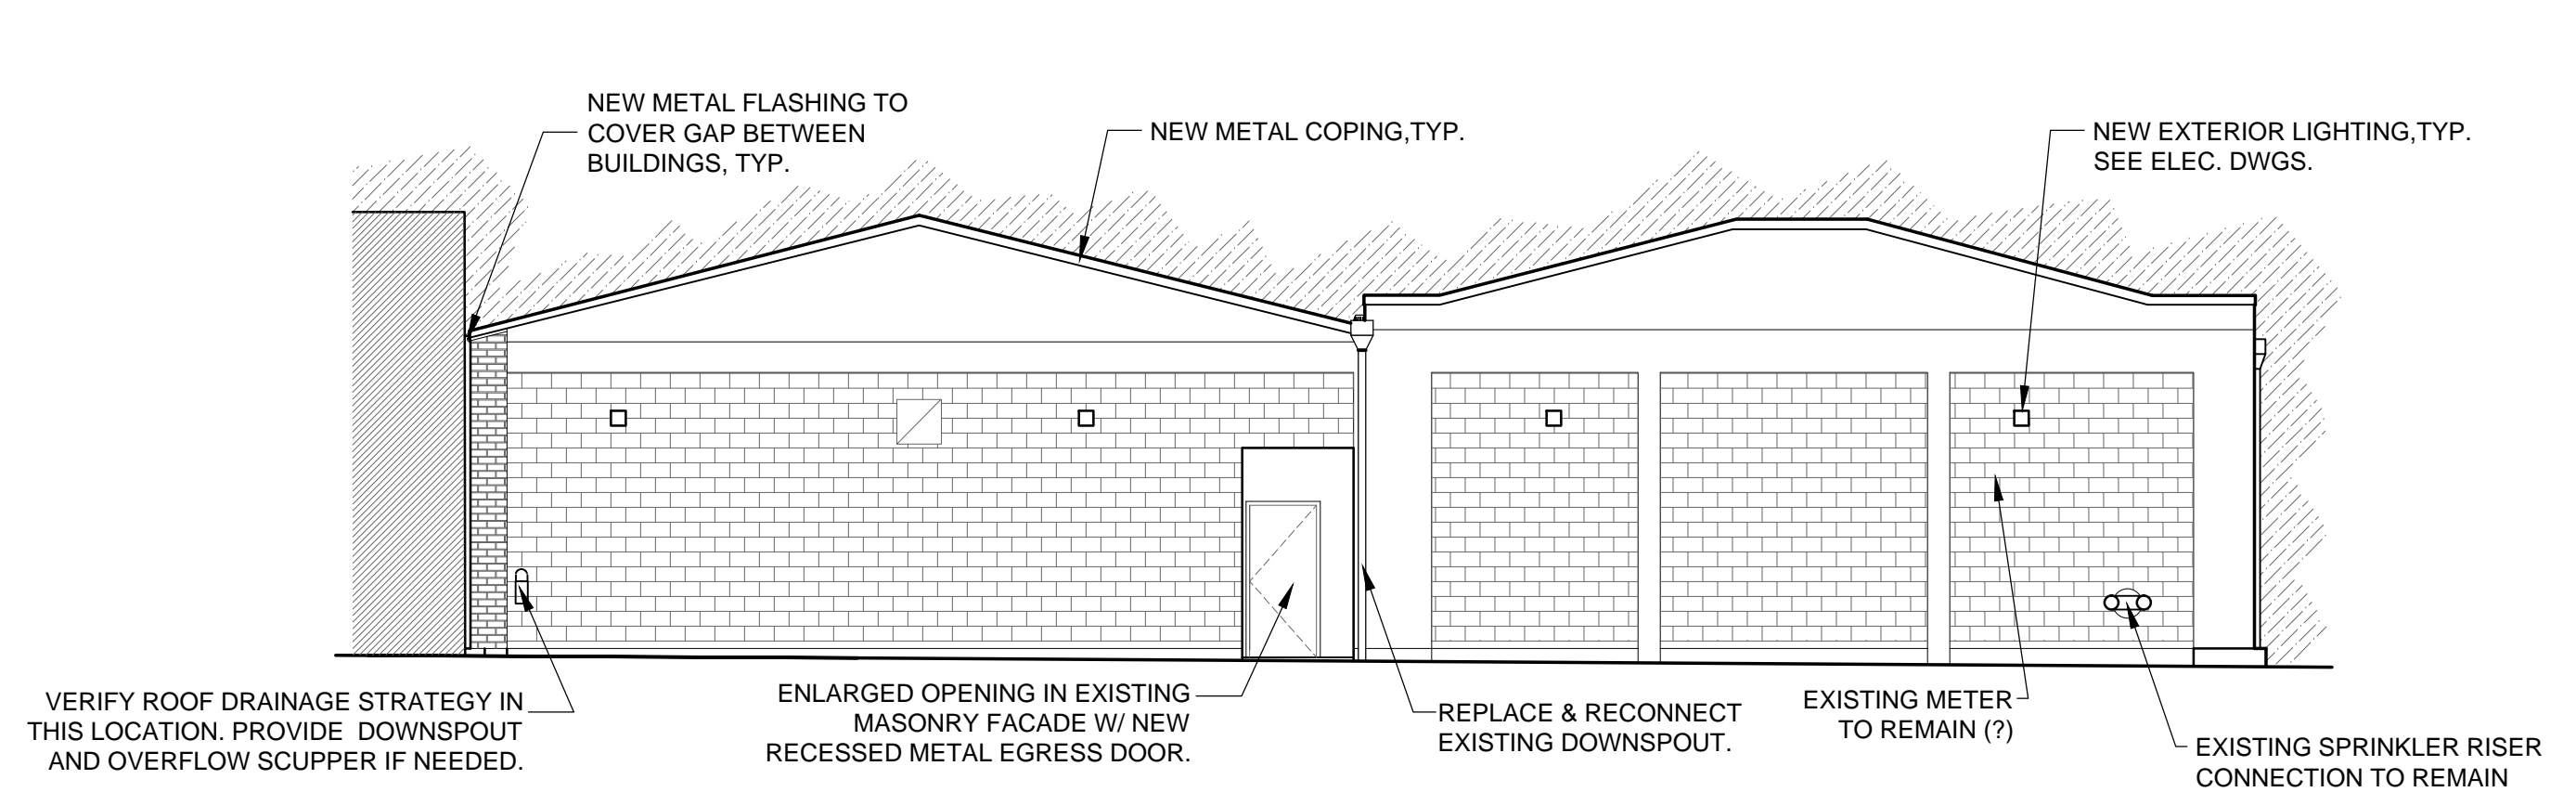 NEW METAL FLASHING TO
COVER GAP BETWEEN
BUILDINGS, TYP.
NEW METAL COPING,TYP.
NEW EXTERIOR LIGHTING,TYP.
SEE ELEC. DWGS.
VERIFY ROOF DRAINAGE STRATEGY IN
THIS LOCATION. PROVIDE DOWNSPOUT
AND OVERFLOW SCUPPER IF NEEDED.
ENLARGED OPENING IN EXISTING
MASONRY FACADE W/ NEW
RECESSED METAL EGRESS DOOR.
REPLACE & RECONNECT
EXISTING DOWNSPOUT.
EXISTING METER
TO REMAIN (?)
EXISTING SPRINKLER RISER
CONNECTION TO REMAIN